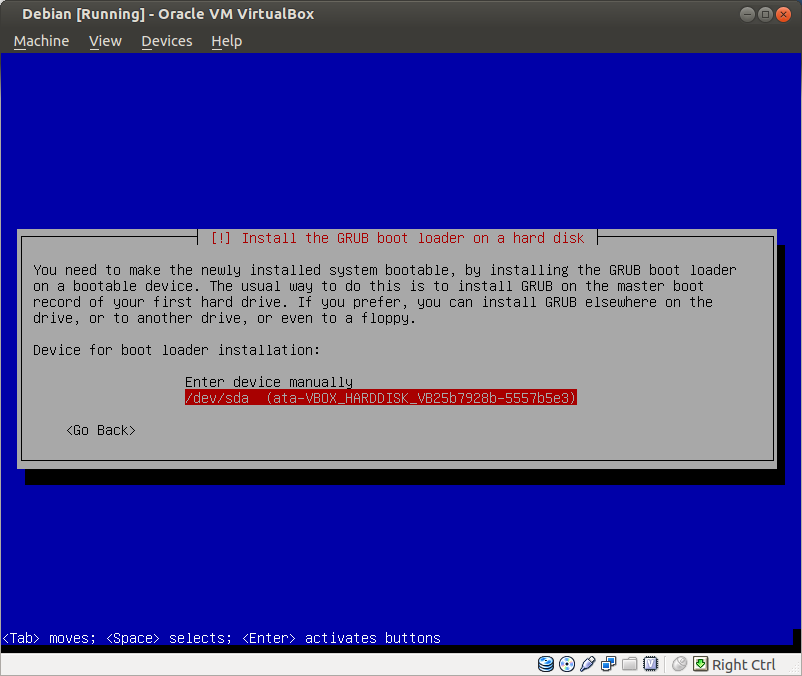 Debian [Running] - Oracle VM VirtualBox
Machine View Devices Help
[!] Install the GRUB boot loader on a hard disk
You need to make the newly installed system bootable, by installing the GRUB boot loader
on a bootable device. The usual way to do this is to install GRUB on the master boot
record of your first hard drive. If you prefer, you can install GRUB elsewhere on the
drive, or to another drive, or even to a floppy.
Device for boot loader installation:
Enter device manually
/dev/sda (ata-VBOX_HARDDISK_VB25b7928b-5557b5e3)
<Go Back>
<Tab> moves; <Space> selects; <Enter> activates buttons
Right Ctrl